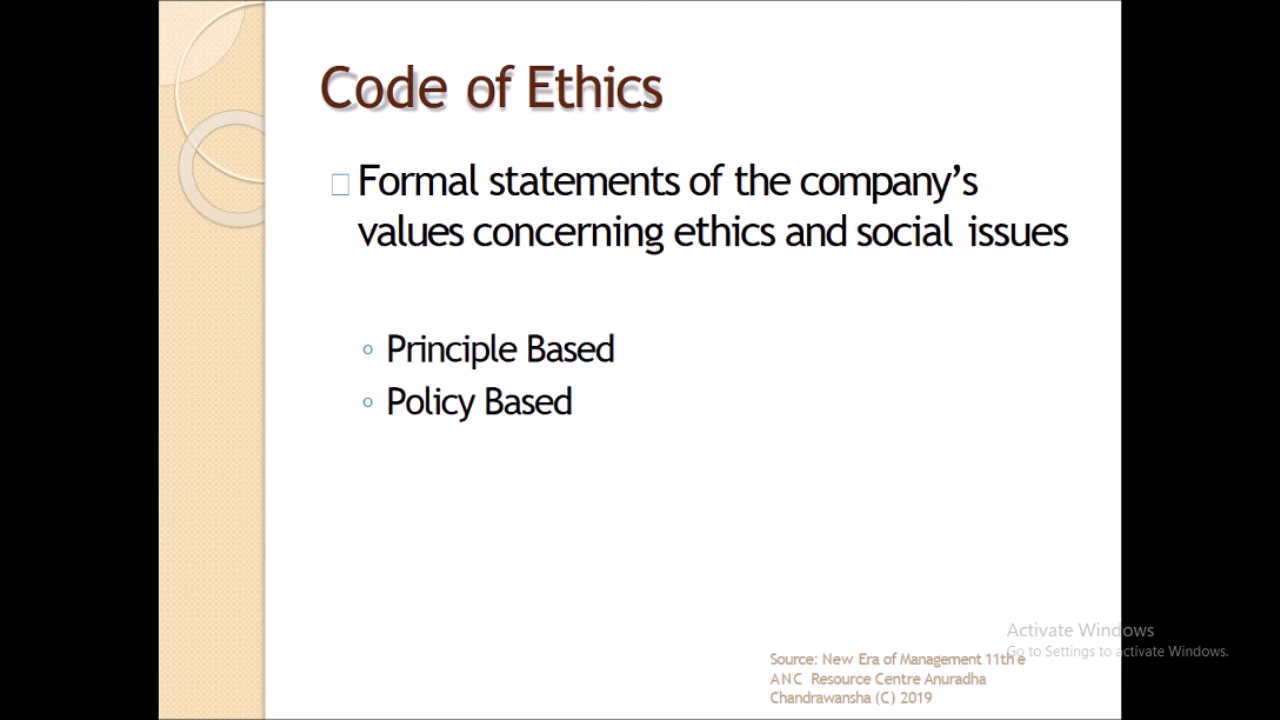 Code of Ethics
Formal statements of the company's
values concerning ethics and social issues
Principle Based
Policy Based
Activate Windows
Go to Settings to activate Windows.
Source: New Era of Management 11th e
A N C Resource Centre Anuradha
Chandrawansha (C) 2019